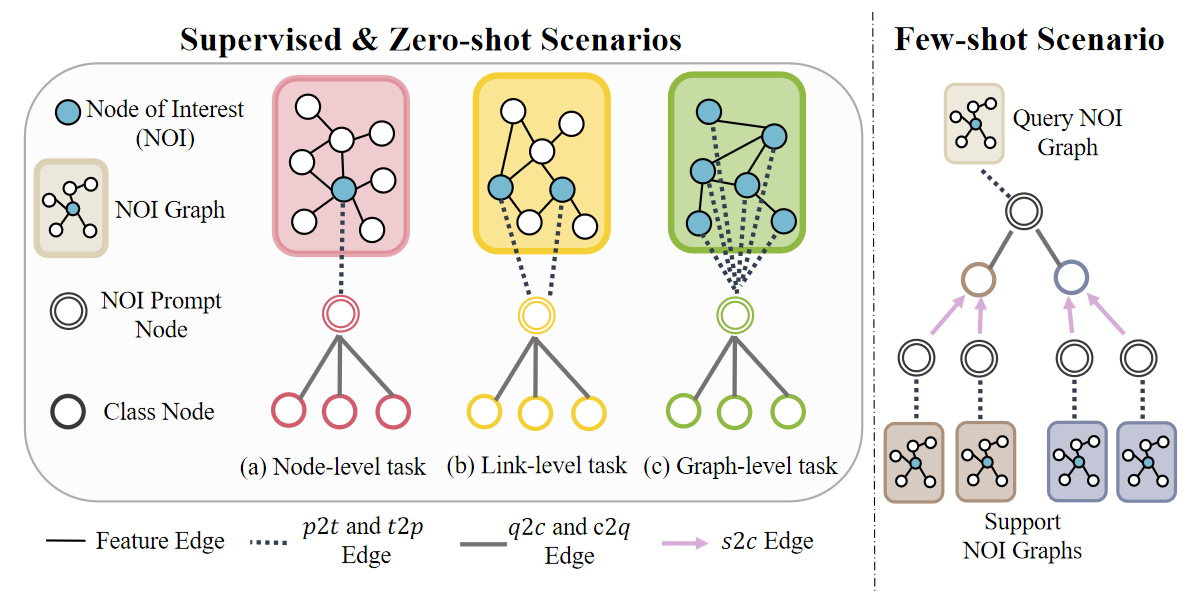 Supervised & Zero-shot Scenarios
Node of Interest
(NOI)
NOI Graph
NOI Prompt
Node
Class Node
(a) Node-level task
(b) Link-level task
(c) Graph-level task
Feature Edge
p2t and t2p
Edge
q2c and c2q
Edge
s2c Edge
Few-shot Scenario
Query NOI
Graph
Support
NOI Graphs